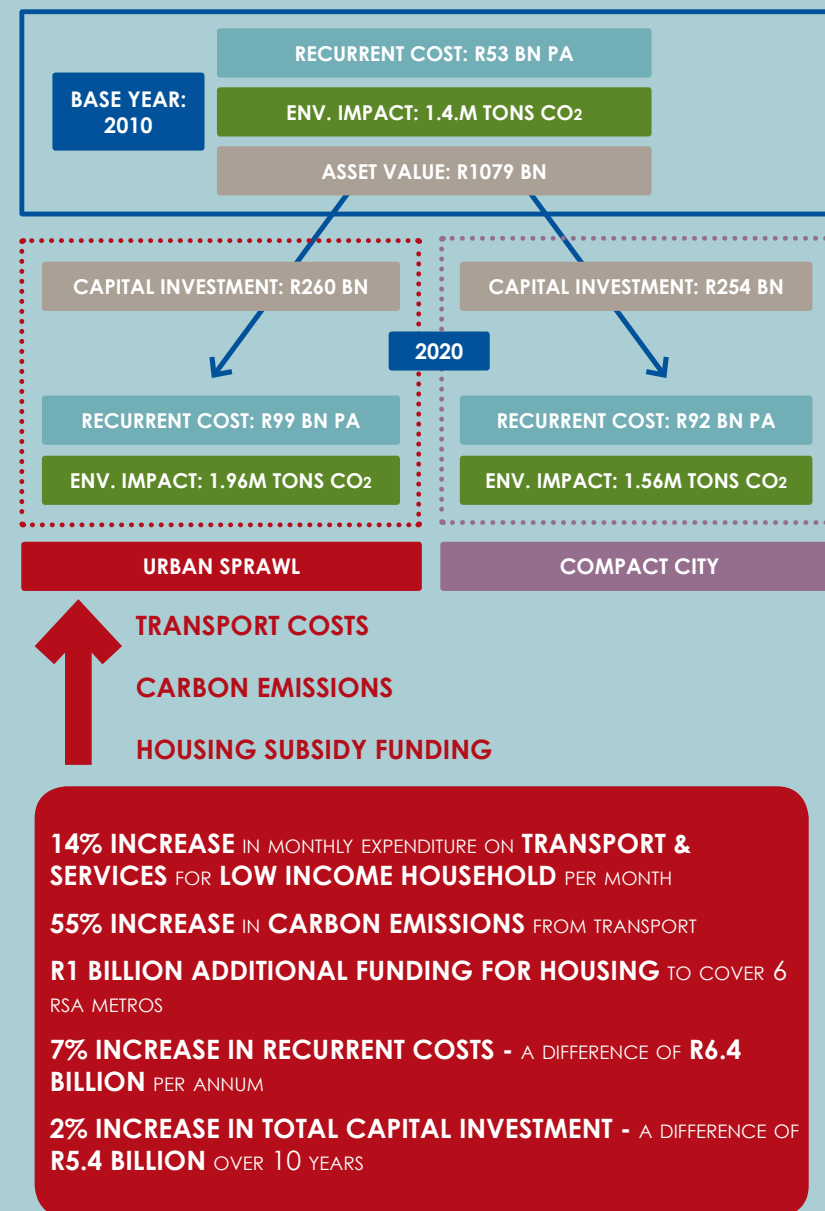 RECURRENT COST: R53 BN PA
BASE YEAR:
2010
ENV. IMPACT: 1.4.M TONS CO2
ASSET VALUE: R1079 BN
CAPITAL INVESTMENT: R260 BN
CAPITAL INVESTMENT: R254 BN
2020
RECURRENT COST: R99 BN PA
RECURRENT COST: R92 BN PA
ENV. IMPACT: 1.96M TONS CO2
ENV. IMPACT: 1.56M TONS CO2
URBAN SPRAWL
COMPACT CITY
TRANSPORT COSTS
CARBON EMISSIONS
HOUSING SUBSIDY FUNDING
14% INCREASE IN MONTHLY EXPENDITURE ON TRANSPORT &
SERVICES FOR LOW INCOME HOUSEHOLD PER MONTH
55% INCREASE IN CARBON EMISSIONS FROM TRANSPORT
R1 BILLION ADDITIONAL FUNDING FOR HOUSING TO COVER 6
RSA METROS
7% INCREASE IN RECURRENT COSTS - A DIFFERENCE OF R6.4
BILLION PER ANNUM
2% INCREASE IN TOTAL CAPITAL INVESTMENT - A DIFFERENCE OF
R5.4 BILLION OVER 10 YEARS